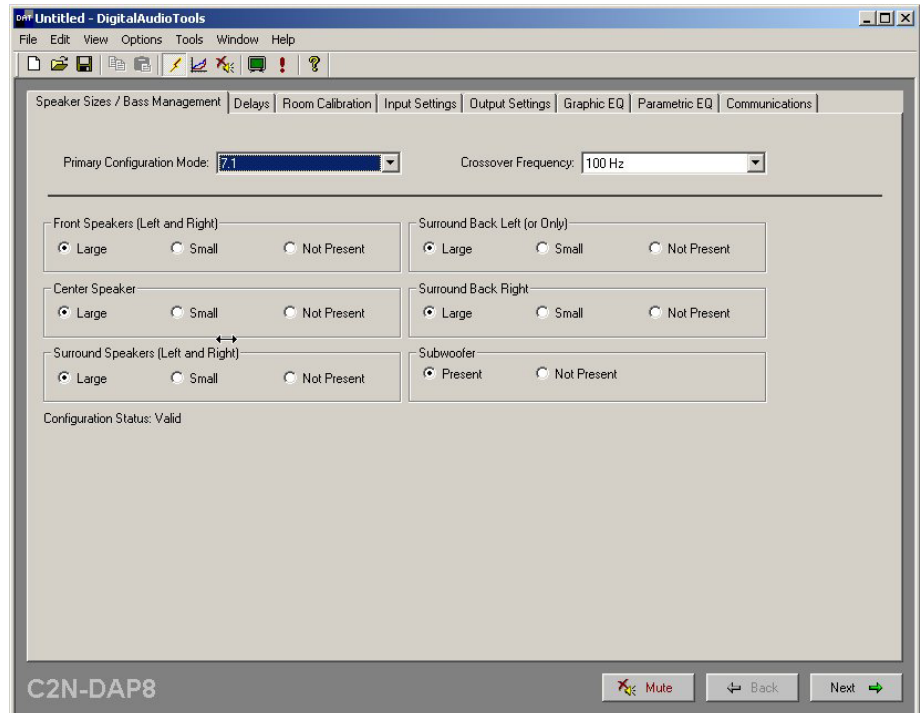 DAT Untitled - DigitalAudioTools
File Edit View Options Tools Window Help
Speaker Sizes / Bass Management Delays Room Calibration Input Settings Output Settings Graphic EQ Parametric EQ Communications
Primary Configuration Mode: 7.1 Crossover Frequency: 100 Hz
Front Speakers (Left and Right) Surround Back Left (or Only)
Large Small Not Present Large Small Not Present
Center Speaker Surround Back Right
Large Small Not Present Large Small Not Present
Surround Speakers (Left and Right) Subwoofer
Large Small Not Present Present Not Present
Configuration Status: Valid
C2N-DAP8 Mute Back Next